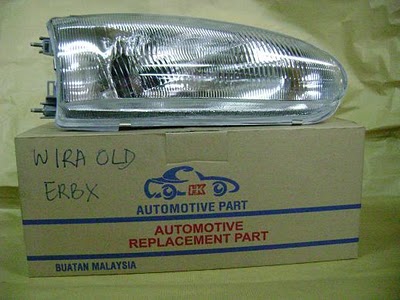 WIRA OLD
ERBX
HK
AUTOMOTIVE PART
AUTOMOTIVE
REPLACEMENT PART
BUATAN MALAYSIA